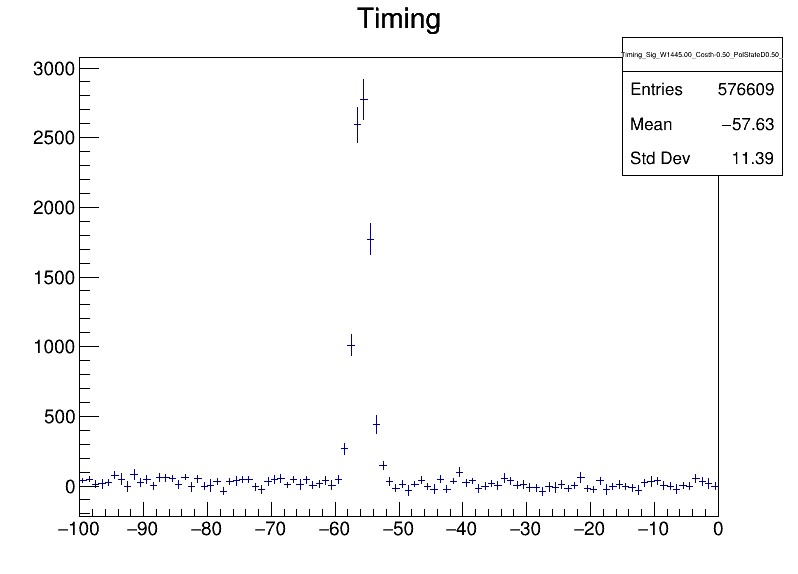 Timing
Timing_Sig_W1445.00_Costh-0.50_PolStateD0.50_
Entries 576609
Mean −57.63
Std Dev 11.39
3000
2500
2000
1500
1000
500
0
−100 −90 −80 −70 −60 −50 −40 −30 −20 −10 0